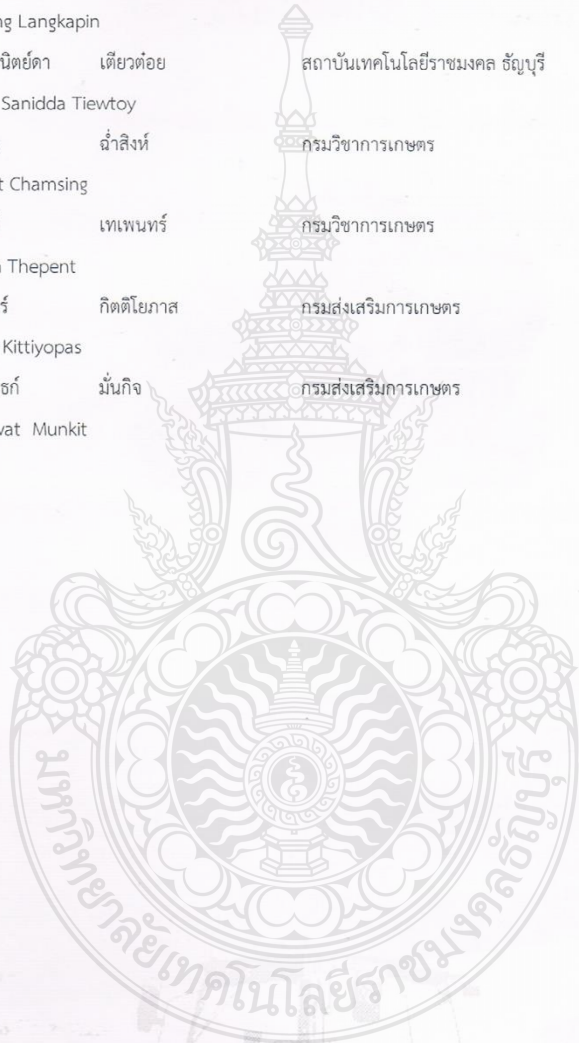 ng Langkapin
นิตย์ดา เตียวต๋อย สถาบันเทคโนโลยีราชมงคล ธัญบุรี
Sanidda Tiewtoy
ฉ่ำสิงห์ กรมวิชาการเกษตร
t Chamsing
เทเพนทร์ กรมวิชาการเกษตร
Thepent
ร์ กิตติโยภาส กรมส่งเสริมการเกษตร
Kittiyopas
ธก์ มั่นกิจ กรมส่งเสริมการเกษตร
wat Munkit
มหาวิทยาลัยเทคโนโลยีราชมงคลธัญบุรี